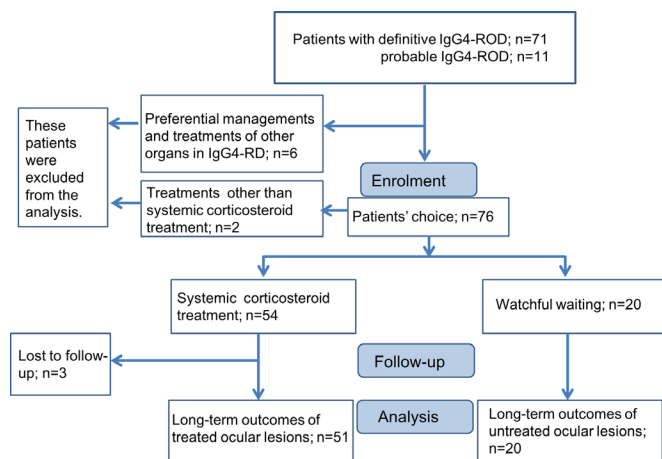 Patients with definitive IgG4-ROD; n=71
probable IgG4-ROD; n=11
These
patients
were
excluded
from the
analysis.
Preferential managements
and treatments of other
organs in IgG4-RD; n=6
Enrolment
Treatments other than
systemic corticosteroid
treatment; n=2
Patients' choice; n=76
Systemic corticosteroid
treatment; n=54
Watchful waiting; n=20
Lost to follow-
up; n=3
Follow-up
Long-term outcomes of
treated ocular lesions; n=51
Analysis
Long-term outcomes of
untreated ocular lesions;
n=20